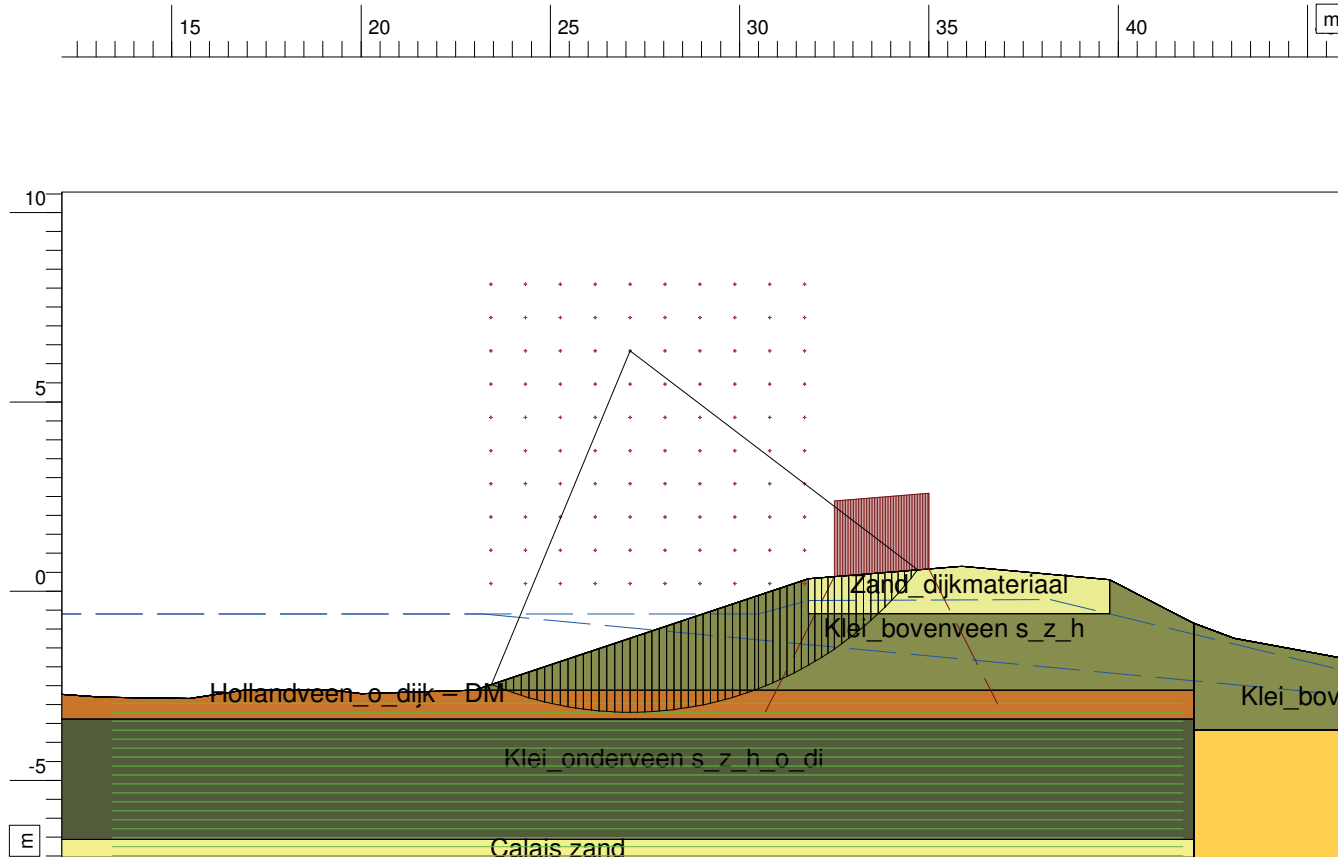 15 20 25 30 35 40 m
10
5
0
Zand_dijkmateriaal
Klei_bovenveen s_z_h
Hollandveen_o_dijk – DM
Klei_bov
-5
Klei_onderveen s_z_h_o_di
m
Calais zand